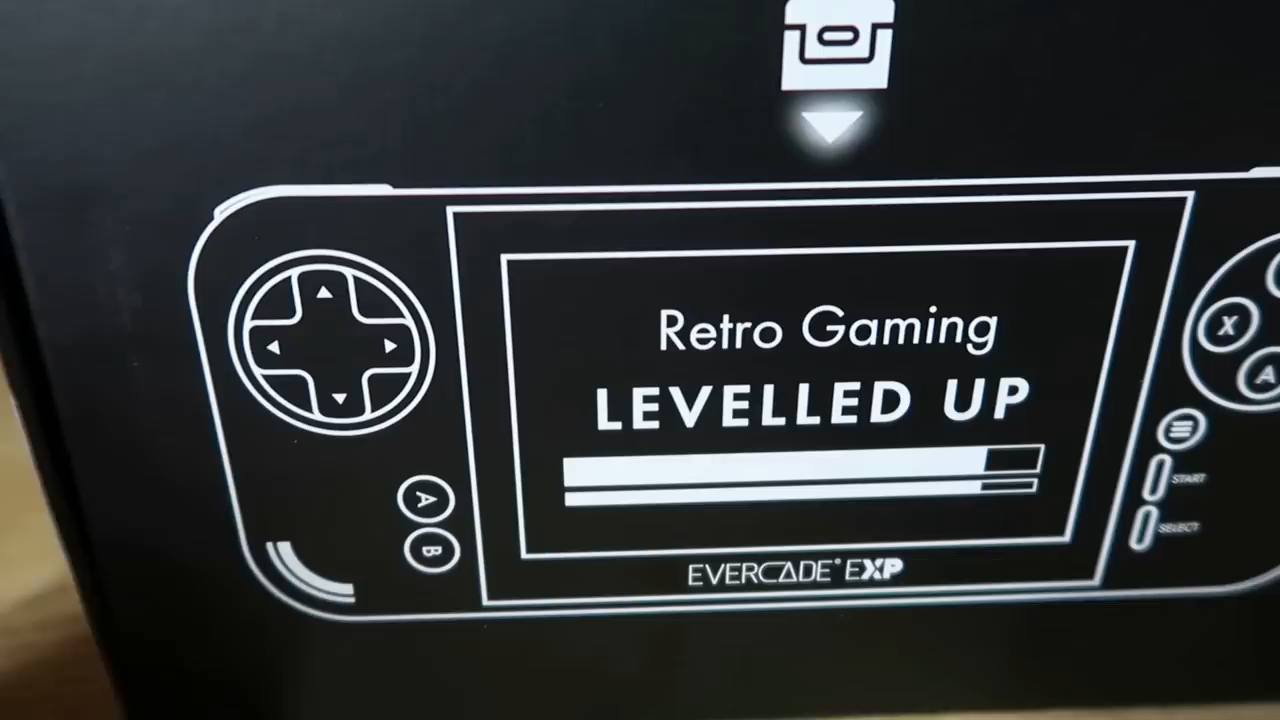 Retro Gaming
LEVELLED UP
X
A
START
SELECT
A
B
EVERCADE® EXP